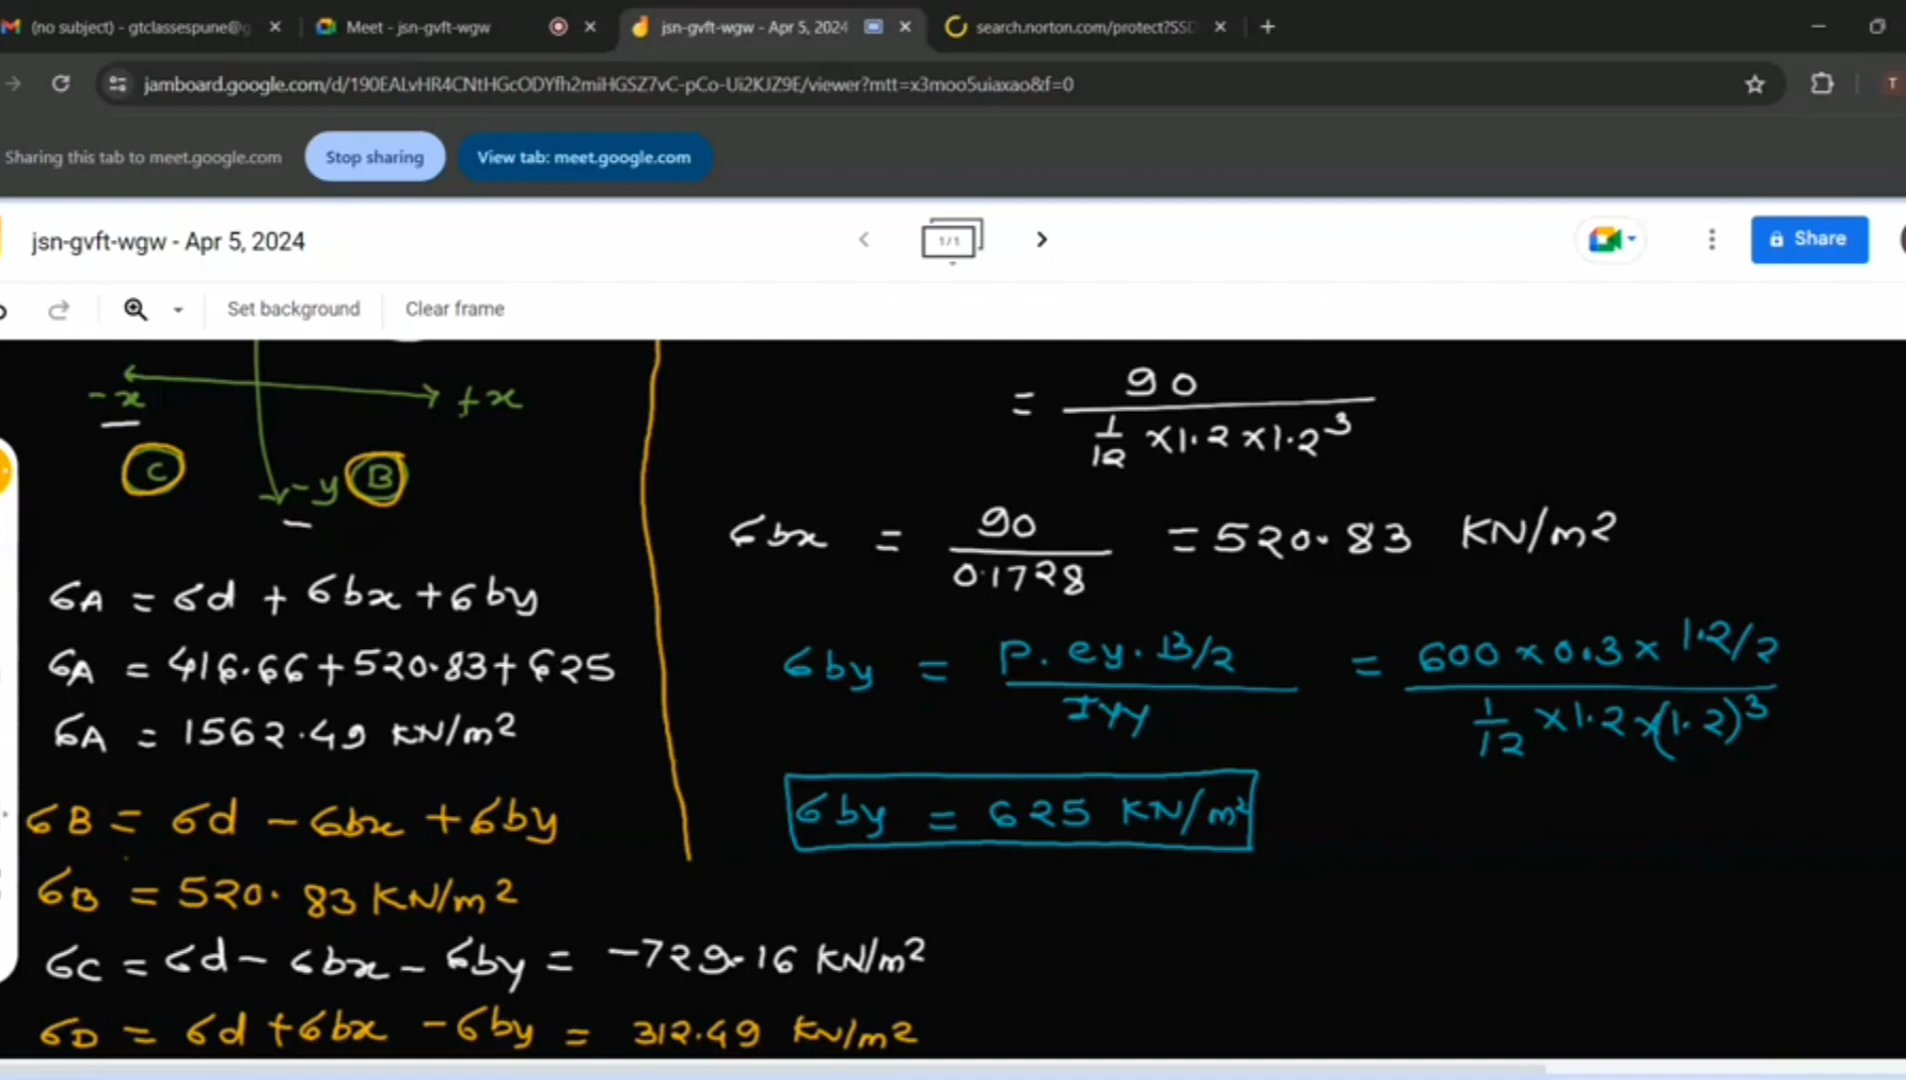 (no subject) - gtclassespune@g
Meet - jsn-gvft-wgw
jsn-gvft-wgw - Apr 5, 2024
search.norton.com/protect?SSD
jamboard.google.com/d/190EALvHR4CNtHGcODYfh2miHGSZ7vC-pCo-Ui2KJZ9E/viewer?mtt=x3moo5uiaxao&f=0
T
Sharing this tab to meet.google.com
Stop sharing
View tab: meet.google.com
jsn-gvft-wgw - Apr 5, 2024
1/1
Share
Set background
Clear frame
-x
+x
C
-y
B
6A = 6d + 6bx + 6by
6A = 416.66 + 520.83 + 625
6A = 1562.49 KN/m2
6B = 6d - 6bx + 6by
6B = 520.83 KN/m2
6C = 6d - 6bx - 6by = -729.16 KN/m2
6D = 6d + 6bx - 6by = 312.49 KN/m2
= 90 / 1/12 x 1.2 x 1.2^3
6bx = 90 / 0.1728 = 520.83 KN/m2
6by = P. ey. B/2 / Iyy = 600 x 0.3 x 1.2/2 / 1/12 x 1.2 x (1.2)^3
6by = 625 KN/m2